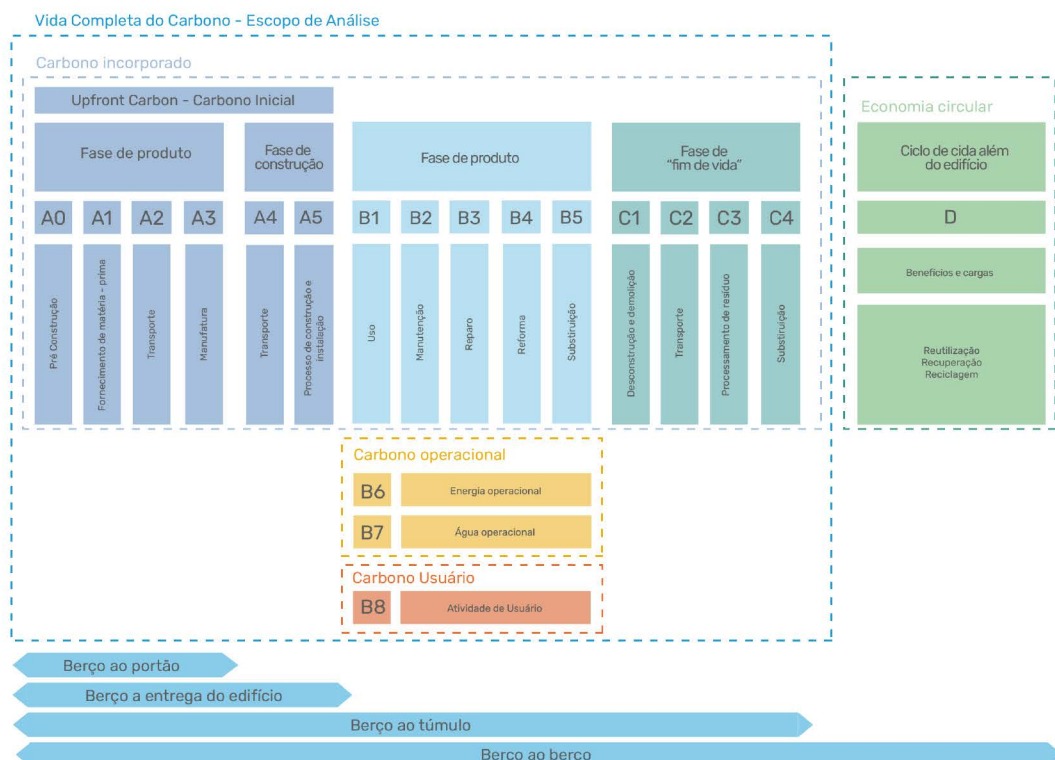 Vida Completa do Carbono - Escopo de Análise
Carbono incorporado
Upfront Carbon - Carbono Inicial
Economia circular
Fase de produto
Fase de
construção
Fase de produto
Fase de
“fim de vida”
Ciclo de cida além
do edifício
A0
A1
A2
A3
A4
A5
B1
B2
B3
B4
B5
C1
C2
C3
C4
D
Pré Construção
Fornecimento de matéria - prima
Transporte
Manufatura
Transporte
Processo de construção e
instalação
Uso
Manutenção
Reparo
Reforma
Substiruição
Desconstrução e demolição
Transporte
Processamento de resíduo
Substituição
Benefícios e cargas
Reutilização
Recuperação
Reciclagem
Carbono operacional
B6
Energia operacional
B7
Água operacional
Carbono Usuário
B8
Atividade de Usuário
Berço ao portão
Berço a entrega do edifício
Berço ao túmulo
Berço ao berço